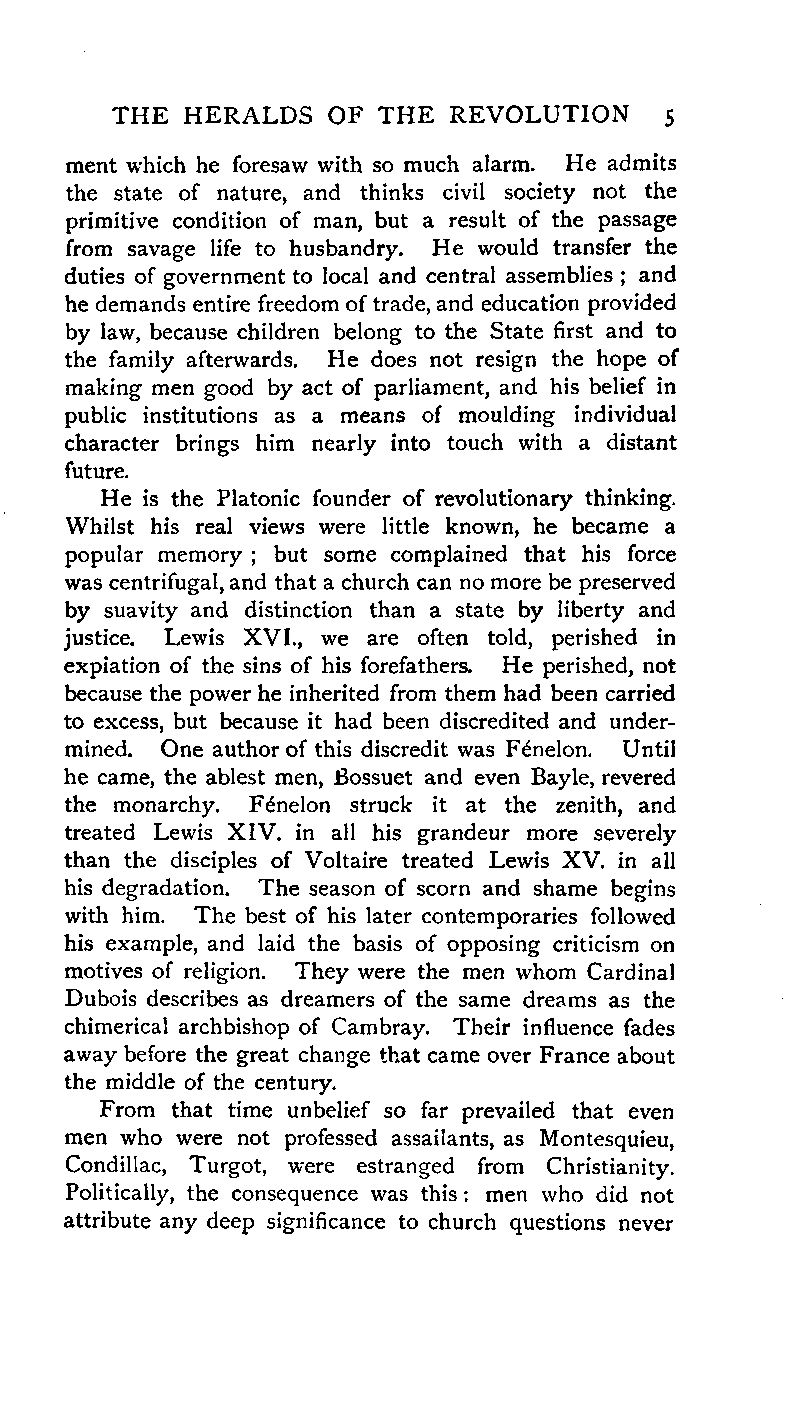 THE HERALDS OF THE REVOLUTION 5
ment which he foresaw with so much alarm. He admits
the state of nature, and thinks civil society not the
primitive condition of man, but a result of the passage
from savage life to husbandry. He would transfer the
duties of government to local and central assemblies ; and
he demands entire freedom of trade, and education provided
by law, because children belong to the State first and to
the family afterwards. He does not resign the hope of
making men good by act of parliament, and his belief in
public institutions as a means of moulding individual
character brings him nearly into touch with a distant
future.
He is the Platonic founder of revolutionary thinking.
Whilst his real views were little known, he became a
popular memory ; but some complained that his force
was centrifugal, and that a church can no more be preserved
by suavity and distinction than a state by liberty and
justice. Lewis XVI., we are often told, perished in
expiation of the sins of his forefathers. He perished, not
because the power he inherited from them had been carried
to excess, but because it had been discredited and under-
mined. One author of this discredit was Fénelon. Until
he came, the ablest men, Bossuet and even Bayle, revered
the monarchy. Fénelon struck it at the zenith, and
treated Lewis XIV. in all his grandeur more severely
than the disciples of Voltaire treated Lewis XV. in all
his degradation. The season of scorn and shame begins
with him. The best of his later contemporaries followed
his example, and laid the basis of opposing criticism on
motives of religion. They were the men whom Cardinal
Dubois describes as dreamers of the same dreams as the
chimerical archbishop of Cambray. Their influence fades
away before the great change that came over France about
the middle of the century.
From that time unbelief so far prevailed that even
men who were not professed assailants, as Montesquieu,
Condillac, Turgot, were estranged from Christianity.
Politically, the consequence was this : men who did not
attribute any deep significance to church questions never